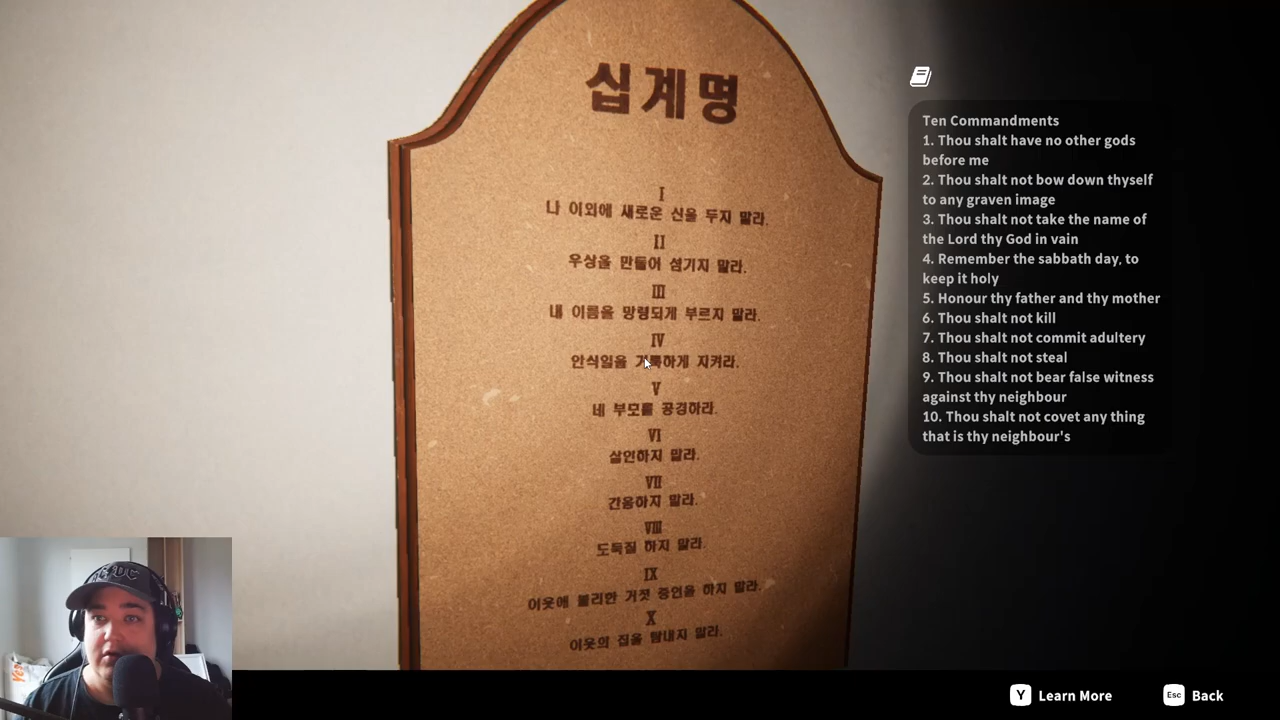 십계명
I
나 이외에 새로운 신을 두지 말라.
II
우상을 만들어 섬기지 말라.
III
내 이름을 망령되게 부르지 말라.
IV
안식일을 거룩하게 지켜라.
V
네 부모를 공경하라.
VI
살인하지 말라.
VII
간음하지 말라.
VIII
도둑질 하지 말라.
IX
이웃에 불리한 거짓 증언을 하지 말라.
X
이웃의 집을 탐내지 말라.
Ten Commandments
1. Thou shalt have no other gods
before me
2. Thou shalt not bow down thyself
to any graven image
3. Thou shalt not take the name of
the Lord thy God in vain
4. Remember the sabbath day, to
keep it holy
5. Honour thy father and thy mother
6. Thou shalt not kill
7. Thou shalt not commit adultery
8. Thou shalt not steal
9. Thou shalt not bear false witness
against thy neighbour
10. Thou shalt not covet any thing
that is thy neighbour's
AC/DC
Y Learn More
Esc Back